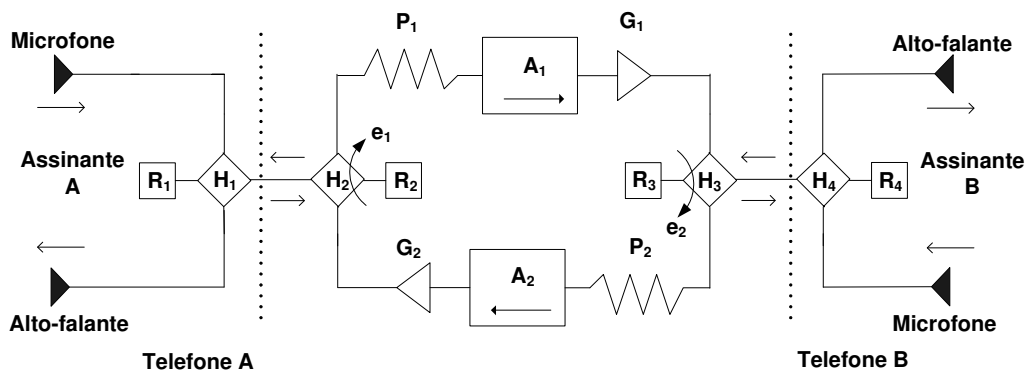 P1
G1
Microfone
Alto-falante
A1
e1
Assinante
A
R1
H1
H2
R2
R3
H3
H4
R4
Assinante
B
e2
G2
P2
A2
Alto-falante
Microfone
Telefone A
Telefone B